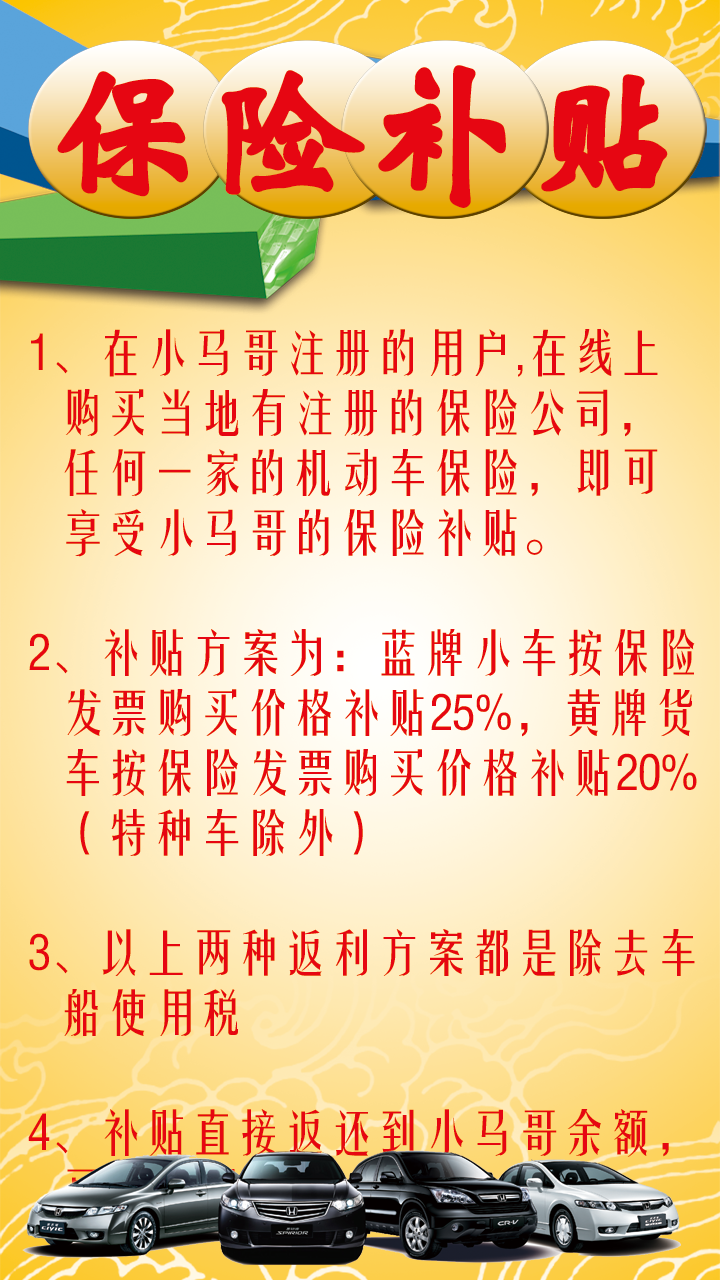 保险补贴
1、在小马哥注册的用户,在线上
购买当地有注册的保险公司，
任何一家的机动车保险，即可
享受小马哥的保险补贴。
2、补贴方案为：蓝牌小车按保险
发票购买价格补贴25%，黄牌货
车按保险发票购买价格补贴20%
（特种车除外）
3、以上两种返利方案都是除去车
船使用税
4、补贴直接返还到小马哥余额，
CIVIC
SPIRIOR
CR-V
CIVIC